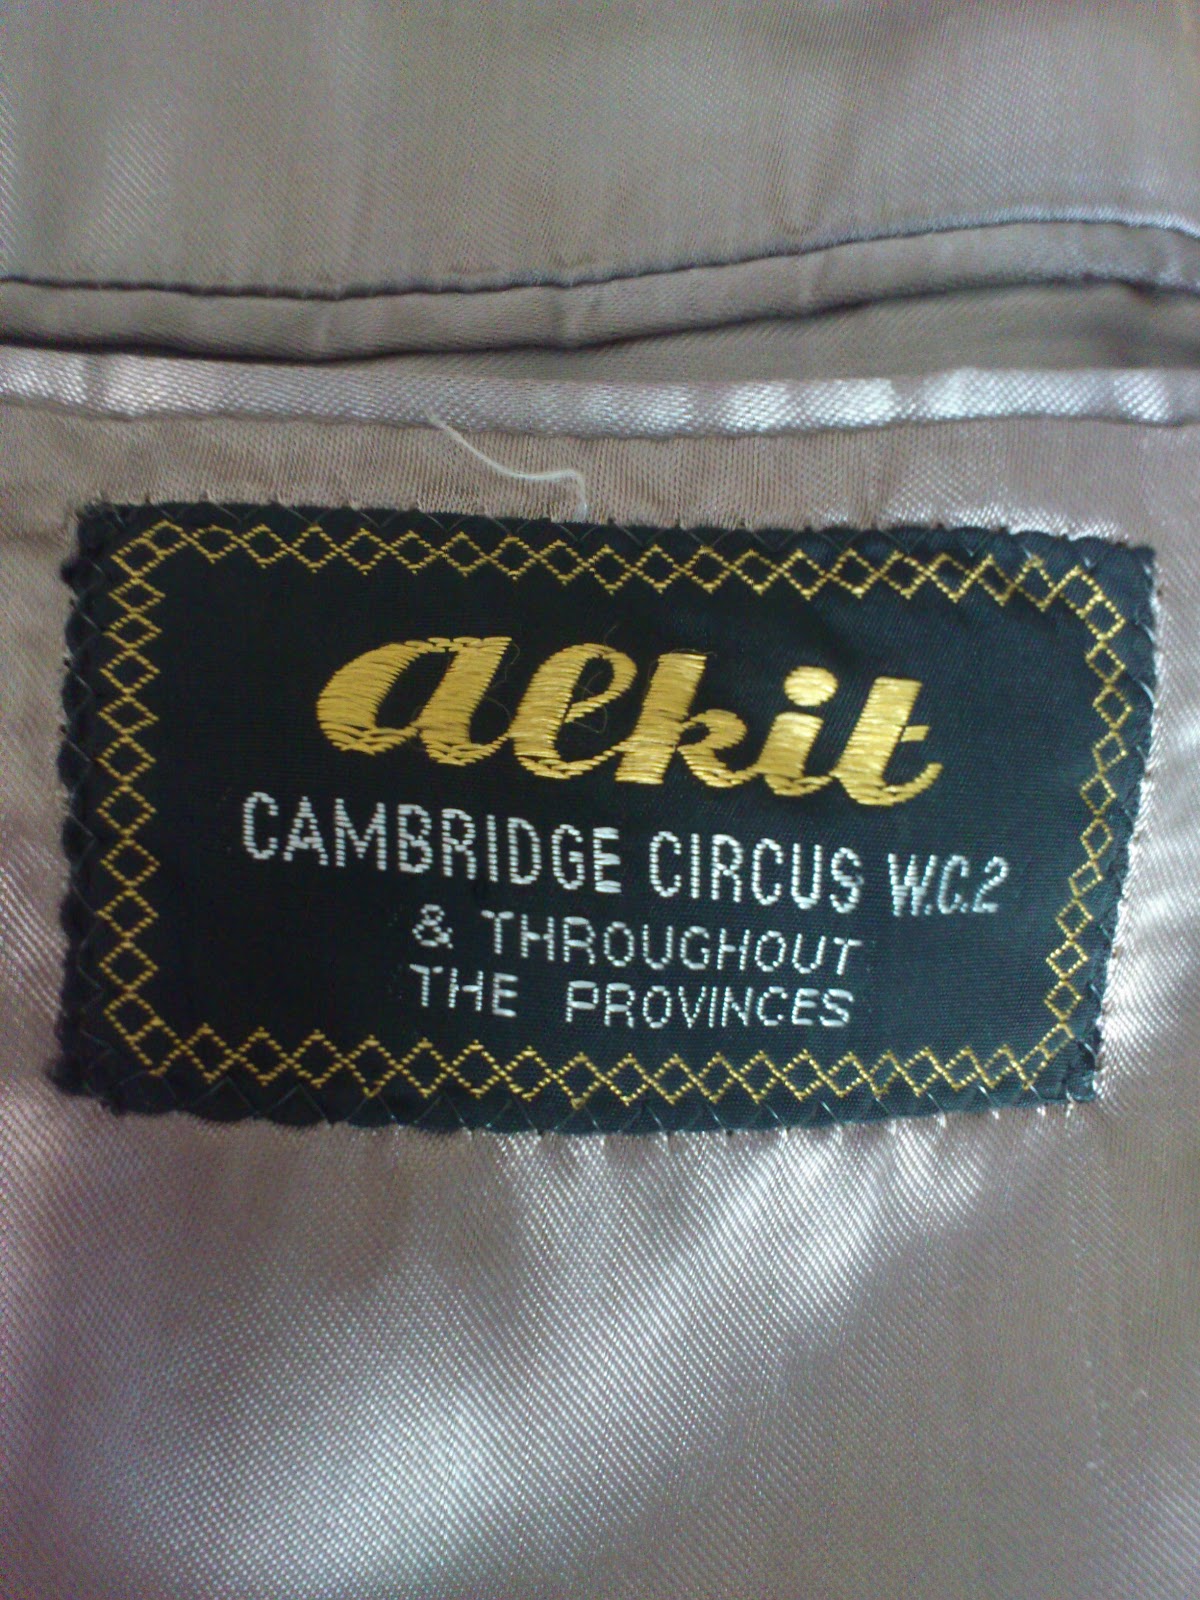 alkit
CAMBRIDGE CIRCUS W.C.2
& THROUGHOUT
THE PROVINCES